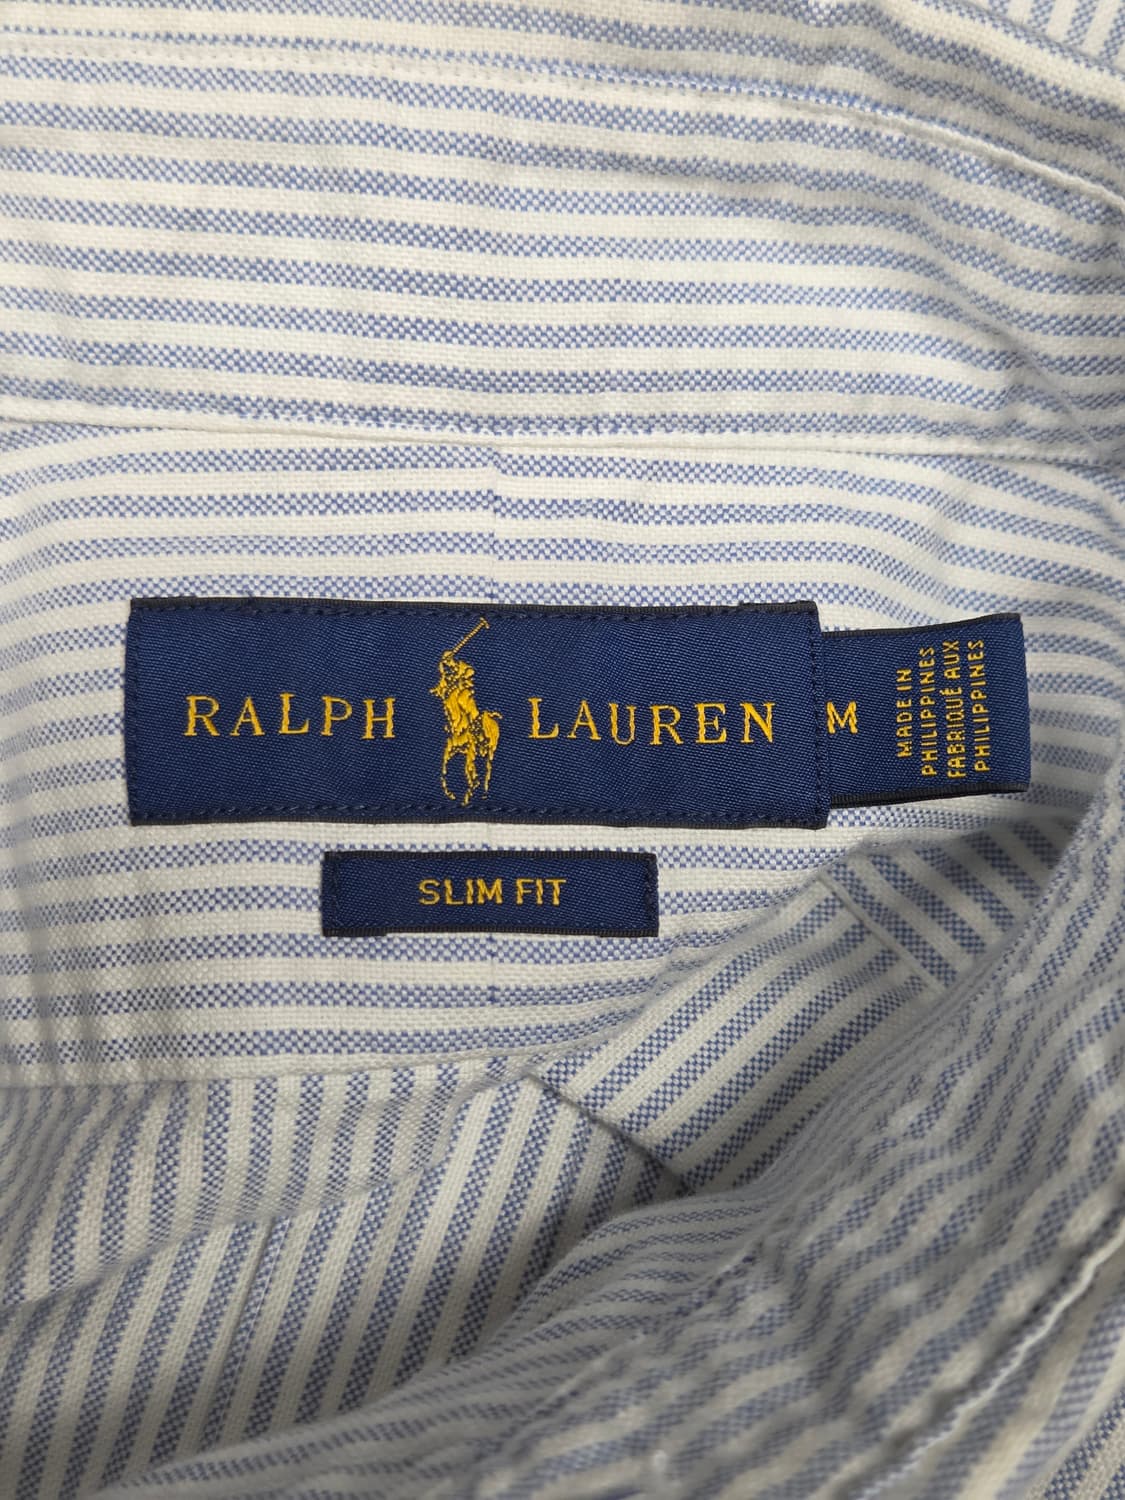 RALPH LAUREN
M
MADE IN
PHILIPPINES
FABRIQUÉ AUX
PHILIPPINES
SLIM FIT